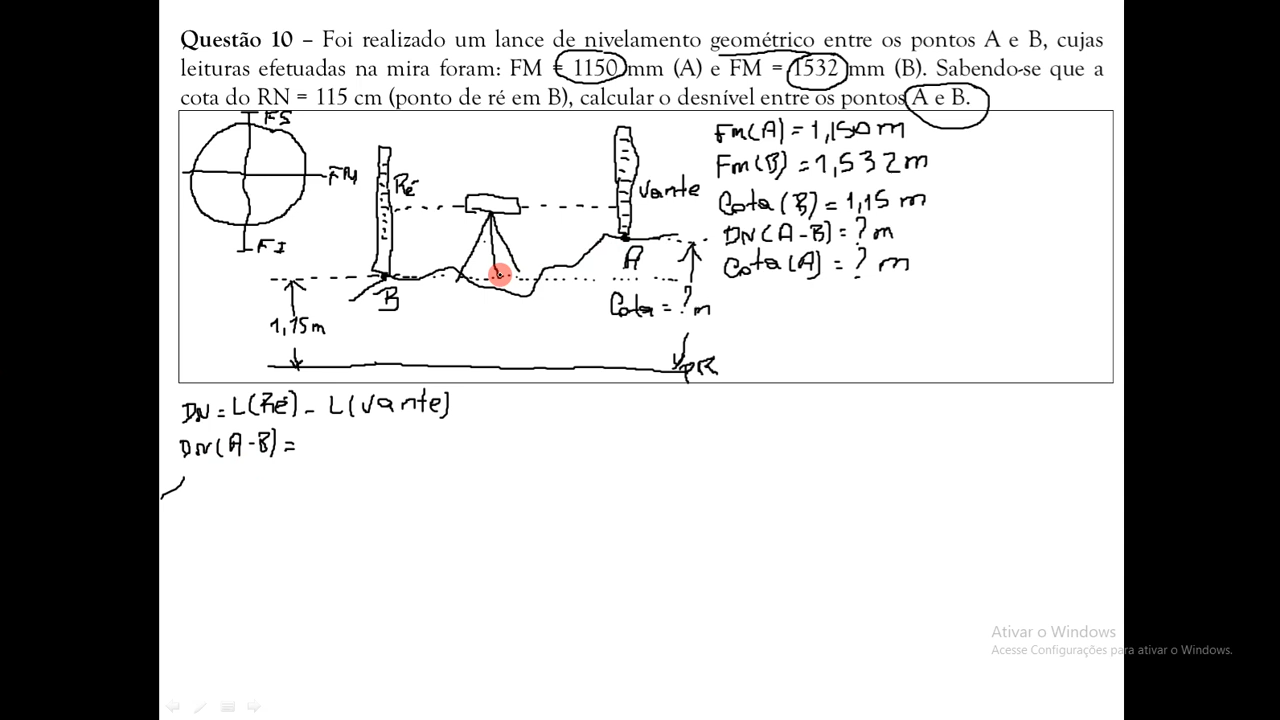 Questão 10 – Foi realizado um lance de nivelamento geométrico entre os pontos A e B, cujas
leituras efetuadas na mira foram: FM = 1150 mm (A) e FM = 1532 mm (B). Sabendo-se que a
cota do RN = 115 cm (ponto de ré em B), calcular o desnível entre os pontos A e B.
FS
FM
FI
Ré
Vante
B
A
1,15m
Cota = ? m
PR
Fm(A) = 1,150 m
Fm(B) = 1,532 m
Cota(B) = 1,15 m
DN(A-B) = ? m
Cota(A) = ? m
DN = L(Ré) - L(Vante)
DN(A-B) =
Ativar o Windows
Acesse Configurações para ativar o Windows.